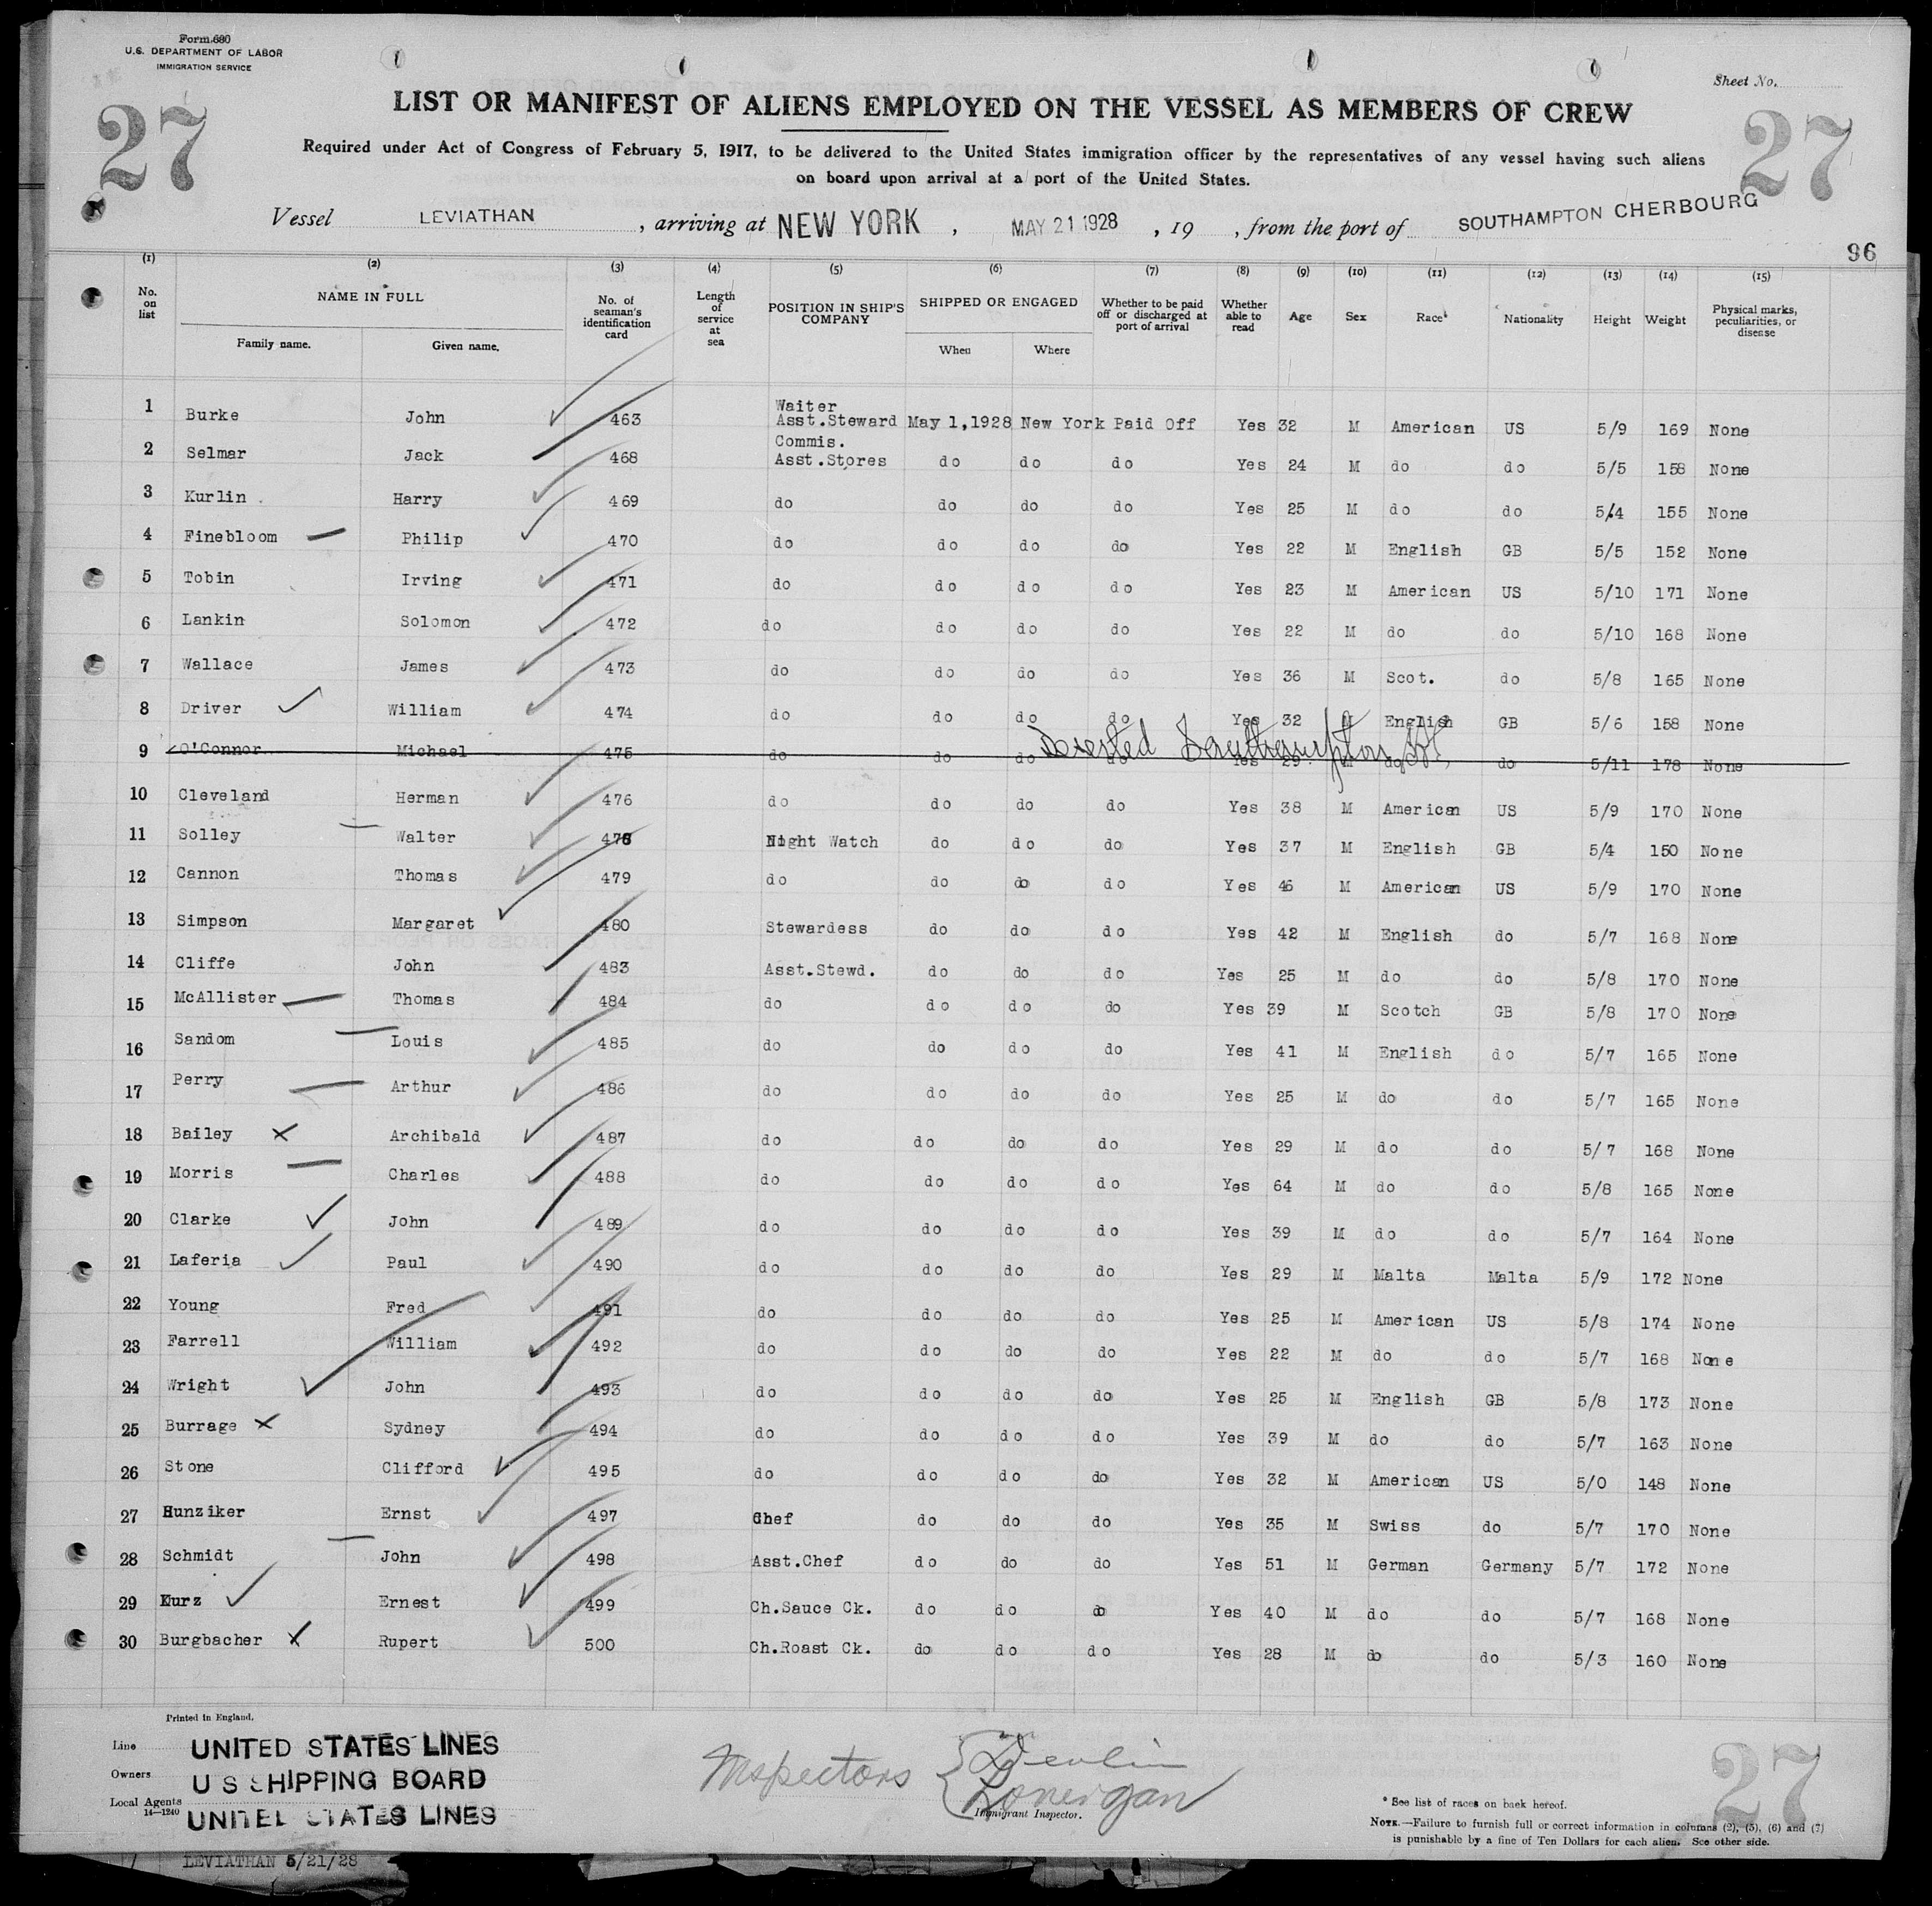 Form 680
U.S. DEPARTMENT OF LABOR
IMMIGRATION SERVICE
Sheet No.
27
27
LIST OR MANIFEST OF ALIENS EMPLOYED ON THE VESSEL AS MEMBERS OF CREW
Required under Act of Congress of February 5, 1917, to be delivered to the United States immigration officer by the representatives of any vessel having such aliens
on board upon arrival at a port of the United States.
Vessel LEVIATHAN , arriving at NEW YORK , MAY 21 1928 , 19 , from the port of SOUTHAMPTON CHERBOURG
96
(1) (2) (3) (4) (5) (6) (7) (8) (9) (10) (11) (12) (13) (14) (15)
No. on list NAME IN FULL Family name. Given name. No. of seaman's identification card Length of service at sea POSITION IN SHIP'S COMPANY SHIPPED OR ENGAGED When Where Whether to be paid off or discharged at port of arrival Whether able to read Age Sex Race* Nationality Height Weight Physical marks, peculiarities, or disease
1 Burke John 463 Waiter Asst.Steward May 1,1928 New York Paid Off Yes 32 M American US 5/9 169 None
2 Selmar Jack 468 Commis. Asst.Stores do do do Yes 24 M do do 5/5 158 None
3 Kurlin Harry 469 do do do do Yes 25 M do do 5/4 155 None
4 Finebloom Philip 470 do do do do Yes 22 M English GB 5/5 152 None
5 Tobin Irving 471 do do do do Yes 23 M American US 5/10 171 None
6 Lankin Solomon 472 do do do do Yes 22 M do do 5/10 168 None
7 Wallace James 473 do do do do Yes 36 M Scot. do 5/8 165 None
8 Driver William 474 do do do do Yes 32 M English GB 5/6 158 None
Deserted Southampton
9 O'Connor Michael 475 do do do do Yes 29 M do do 5/11 178 None
10 Cleveland Herman 476 do do do do Yes 38 M American US 5/9 170 None
11 Solley Walter 478 Night Watch do do do Yes 37 M English GB 5/4 150 None
12 Cannon Thomas 479 do do do do Yes 46 M American US 5/9 170 None
13 Simpson Margaret 480 Stewardess do do do Yes 42 M English do 5/7 168 None
14 Cliffe John 483 Asst.Stewd. do do do Yes 25 M do do 5/8 170 None
15 McAllister Thomas 484 do do do do Yes 39 M Scotch GB 5/8 170 None
16 Sandom Louis 485 do do do do Yes 41 M English do 5/7 165 None
17 Perry Arthur 486 do do do do Yes 25 M do do 5/7 165 None
18 Bailey Archibald 487 do do do do Yes 29 M do do 5/7 168 None
19 Morris Charles 488 do do do do Yes 64 M do do 5/8 165 None
20 Clarke John 489 do do do do Yes 39 M do do 5/7 164 None
21 Laferia Paul 490 do do do do Yes 29 M Malta Malta 5/9 172 None
22 Young Fred 491 do do do do Yes 25 M American US 5/8 174 None
23 Farrell William 492 do do do do Yes 22 M do do 5/7 168 None
24 Wright John 493 do do do do Yes 25 M English GB 5/8 173 None
25 Burrage Sydney 494 do do do do Yes 39 M do do 5/7 163 None
26 Stone Clifford 495 do do do do Yes 32 M American US 5/0 148 None
27 Hunziker Ernst 497 Chef do do do Yes 35 M Swiss do 5/7 170 None
28 Schmidt John 498 Asst.Chef do do do Yes 51 M German Germany 5/7 172 None
29 Kurz Ernest 499 Ch.Sauce Ck. do do do Yes 40 M do do 5/7 168 None
30 Burgbacher Rupert 500 Ch.Roast Ck. do do do Yes 28 M do do 5/3 160 None
Printed in England.
Line UNITED STATES LINES
Owners U S SHIPPING BOARD
Local Agents UNITED STATES LINES
14—1240
Inspectors Devlin
Lonergan
Immigrant Inspector.
27
* See list of races on back hereof.
NOTE.—Failure to furnish full or correct information in columns (2), (5), (6) and (7)
is punishable by a fine of Ten Dollars for each alien. See other side.
LEVIATHAN 5/21/28